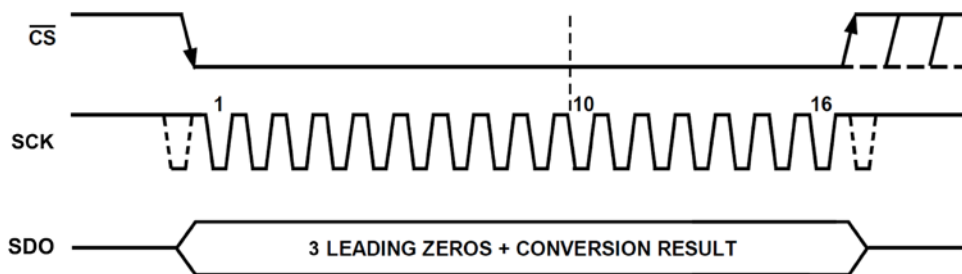 CS
1 10 16
SCK
SDO 3 LEADING ZEROS + CONVERSION RESULT